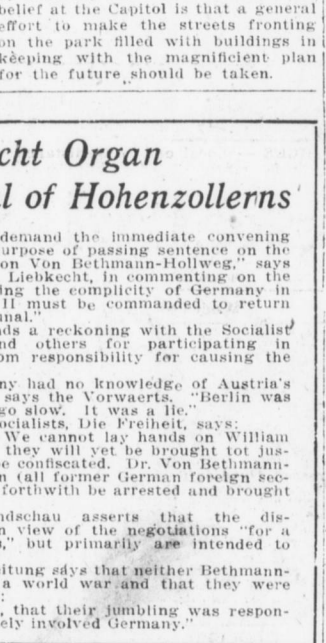 belief at the Capitol is that a general
effort to make the streets fronting
on the park filled with buildings in
keeping with the magnificient plan
for the future should be taken.
cht Organ
l of Hohenzollerns
demand the immediate convening
urpose of passing sentence on the
on Von Bethmann-Hollweg," says
Liebkecht, in commenting on the
ing the complicity of Germany in
II must be commanded to return
unal."
ds a reckoning with the Socialist
nd others for participating in
om responsibility for causing the
ny had no knowledge of Austria's
says the Vorwaerts. "Berlin was
go slow'. It was a lie."
ocialists, Die Freiheit, says:
We cannot lay hands on William
they will yet be brought tot jus-
e confiscated. Dr. Von Bethmann-
n (all former German foreign sec-
forthwith be arrested and brought
ndschau asserts that the dis-
n view of the negotiations "for a
," but primarily are intended to
itung says that neither Bethmann-
a world war and that they were
:
, that their jumbling was respon-
ely involved Germany."